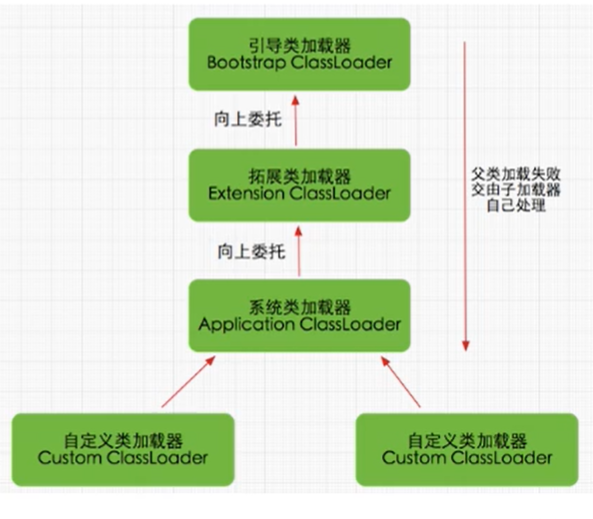 引导类加载器
Bootstrap ClassLoader
向上委托
拓展类加载器
Extension ClassLoader
父类加载失败
交由子加载器
自己处理
向上委托
系统类加载器
Application ClassLoader
自定义类加载器
Custom ClassLoader
自定义类加载器
Custom ClassLoader